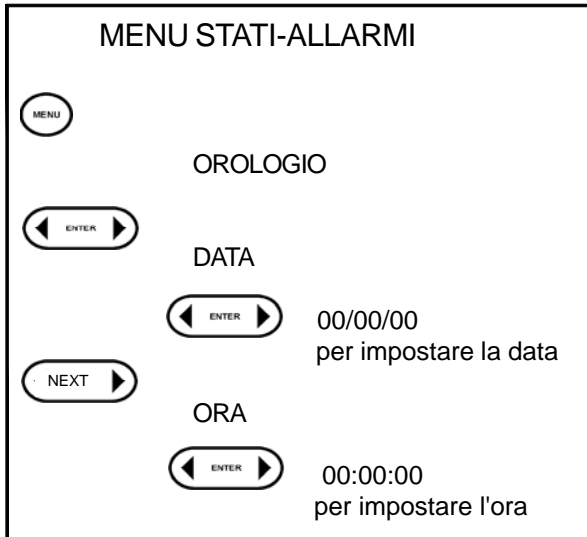 MENU STATI-ALLARMI
MENU
OROLOGIO
ENTER
DATA
ENTER
00/00/00
per impostare la data
NEXT
ORA
ENTER
00:00:00
per impostare l'ora